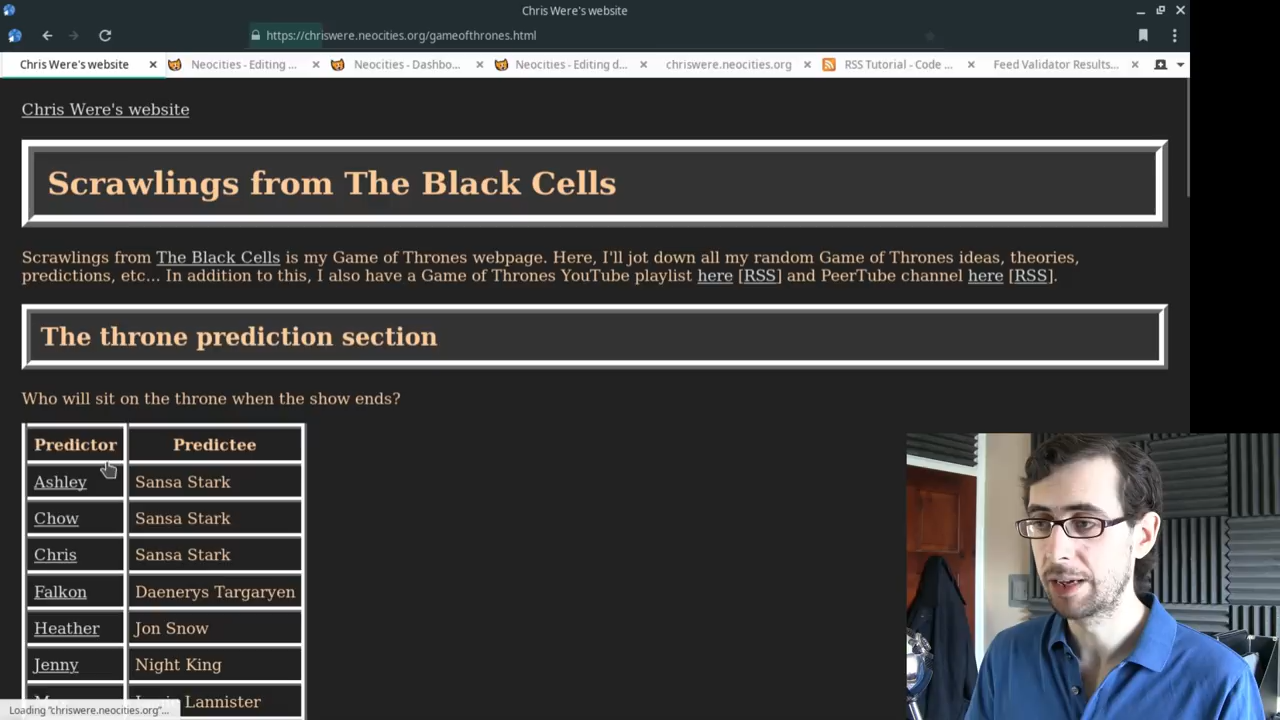 Chris Were's website
https://chriswere.neocities.org/gameofthrones.html
Chris Were's website
Neocities - Editing ...
Neocities - Dashbo...
Neocities - Editing d...
chriswere.neocities.org
RSS Tutorial - Code ...
Feed Validator Results...
Chris Were's website
Scrawlings from The Black Cells
Scrawlings from The Black Cells is my Game of Thrones webpage. Here, I'll jot down all my random Game of Thrones ideas, theories,
predictions, etc... In addition to this, I also have a Game of Thrones YouTube playlist here [RSS] and PeerTube channel here [RSS].
The throne prediction section
Who will sit on the throne when the show ends?
Predictor Predictee
Ashley Sansa Stark
Chow Sansa Stark
Chris Sansa Stark
Falkon Daenerys Targaryen
Heather Jon Snow
Jenny Night King
Lannister
Loading "chriswere.neocities.org"...